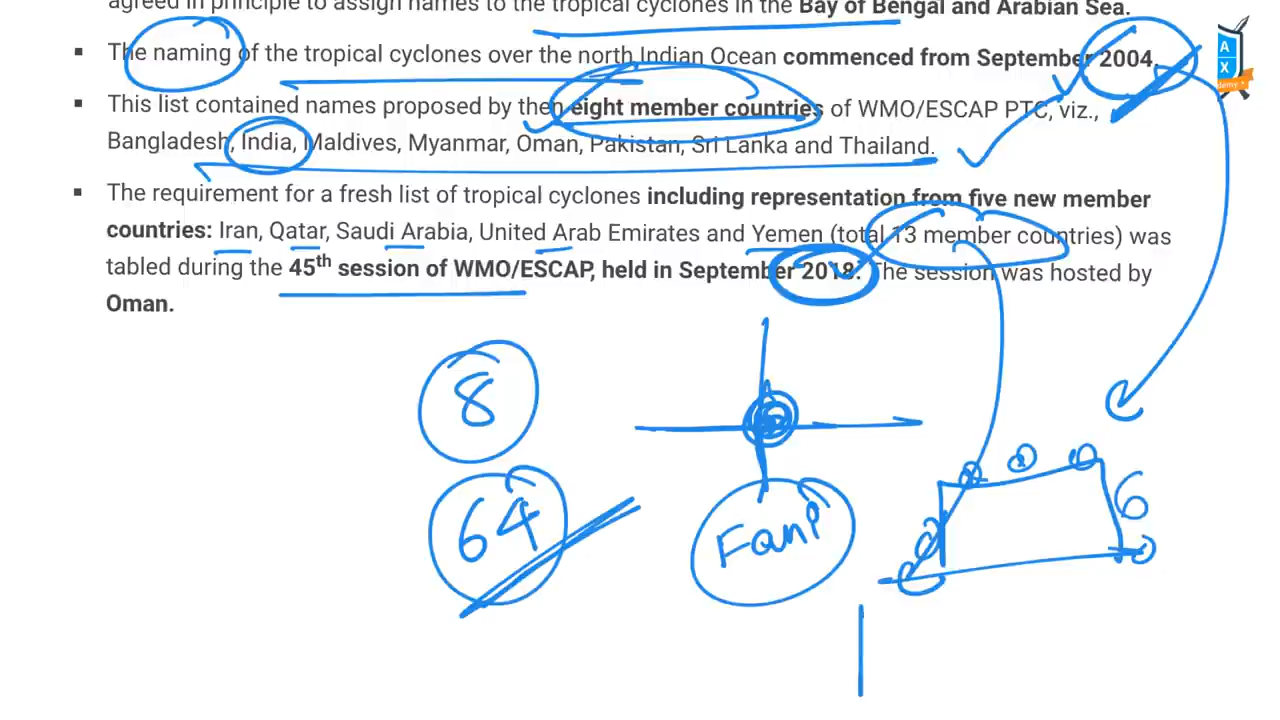 agreed in principle to assign names to the tropical cyclones in the Bay of Bengal and Arabian Sea.
The naming of the tropical cyclones over the north Indian Ocean commenced from September 2004.
This list contained names proposed by then eight member countries of WMO/ESCAP PTC, viz.,
Bangladesh, India, Maldives, Myanmar, Oman, Pakistan, Sri Lanka and Thailand.
The requirement for a fresh list of tropical cyclones including representation from five new member
countries: Iran, Qatar, Saudi Arabia, United Arab Emirates and Yemen (total 13 member countries) was
tabled during the 45th session of WMO/ESCAP, held in September 2018. The session was hosted by
Oman.
A
X
8
64
Fani
6